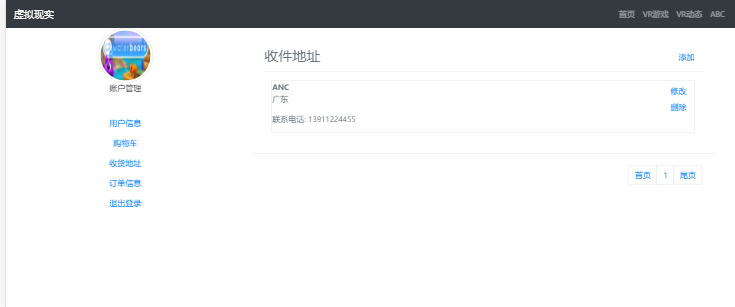 虚拟现实
首页 VR游戏 VR动态 ABC
waterbears
账户管理
用户信息
购物车
收货地址
订单信息
退出登录
收件地址
添加
ANC
广东
联系电话: 13911224455
修改
删除
首页 1 尾页